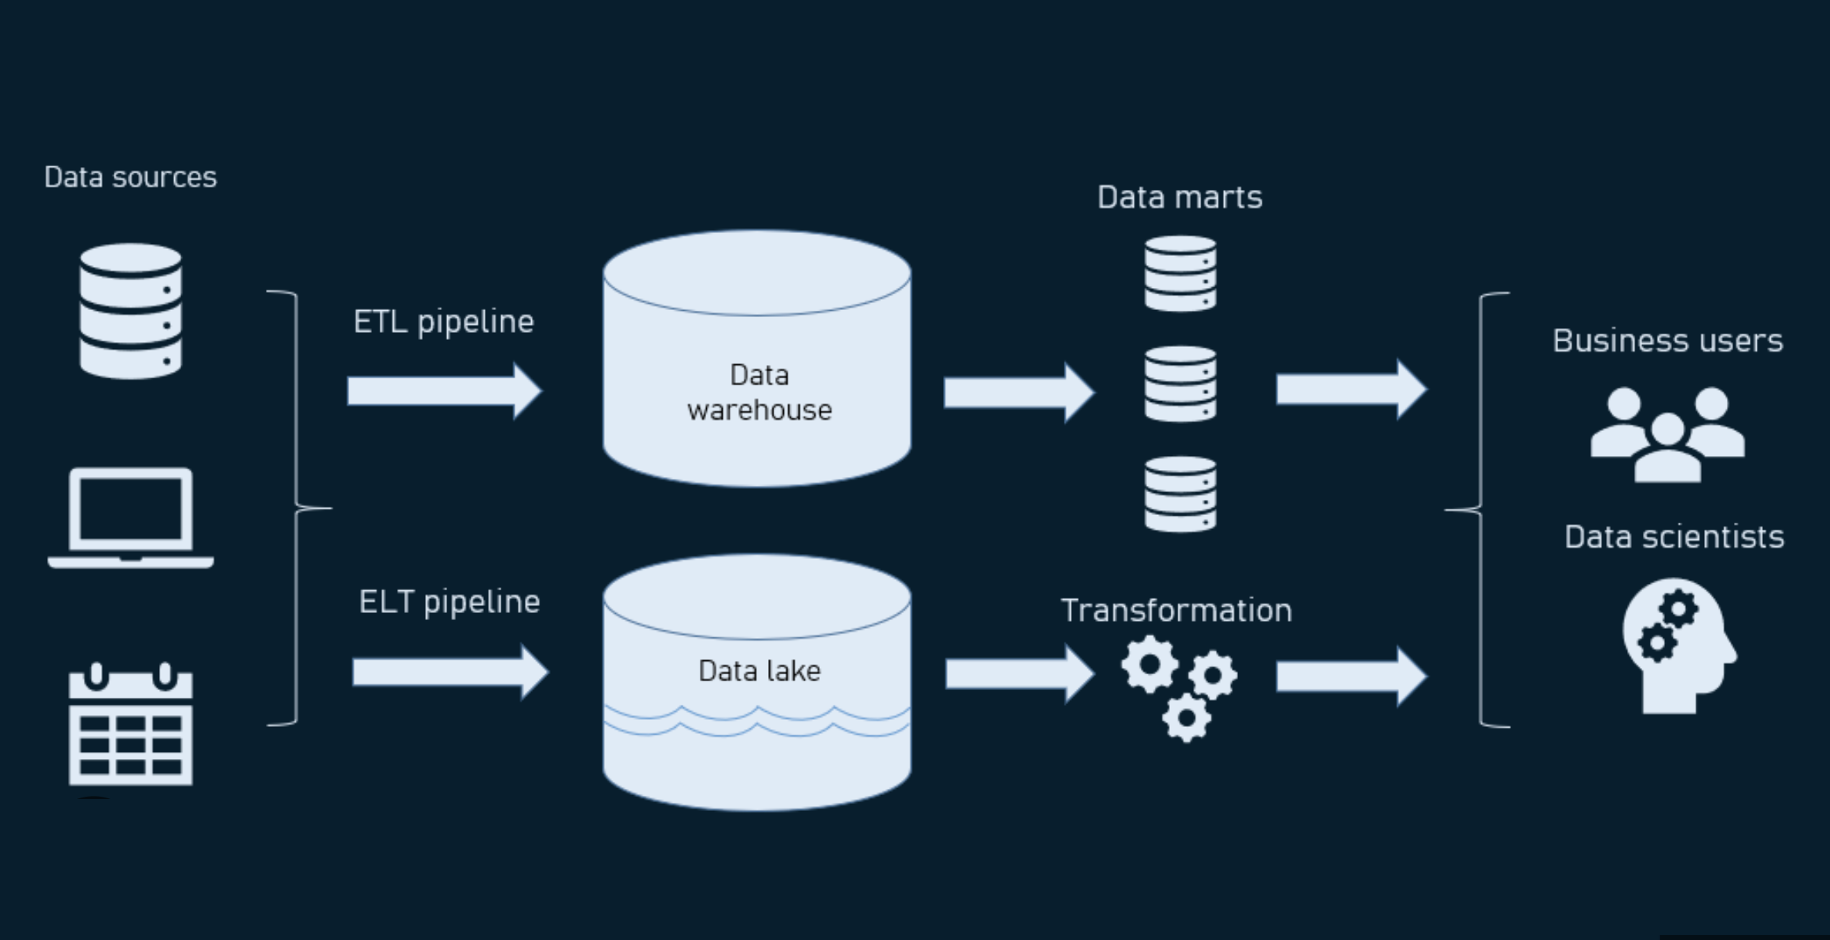 Data sources
ETL pipeline
Data
warehouse
Data marts
Business users
Data scientists
ELT pipeline
Data lake
Transformation